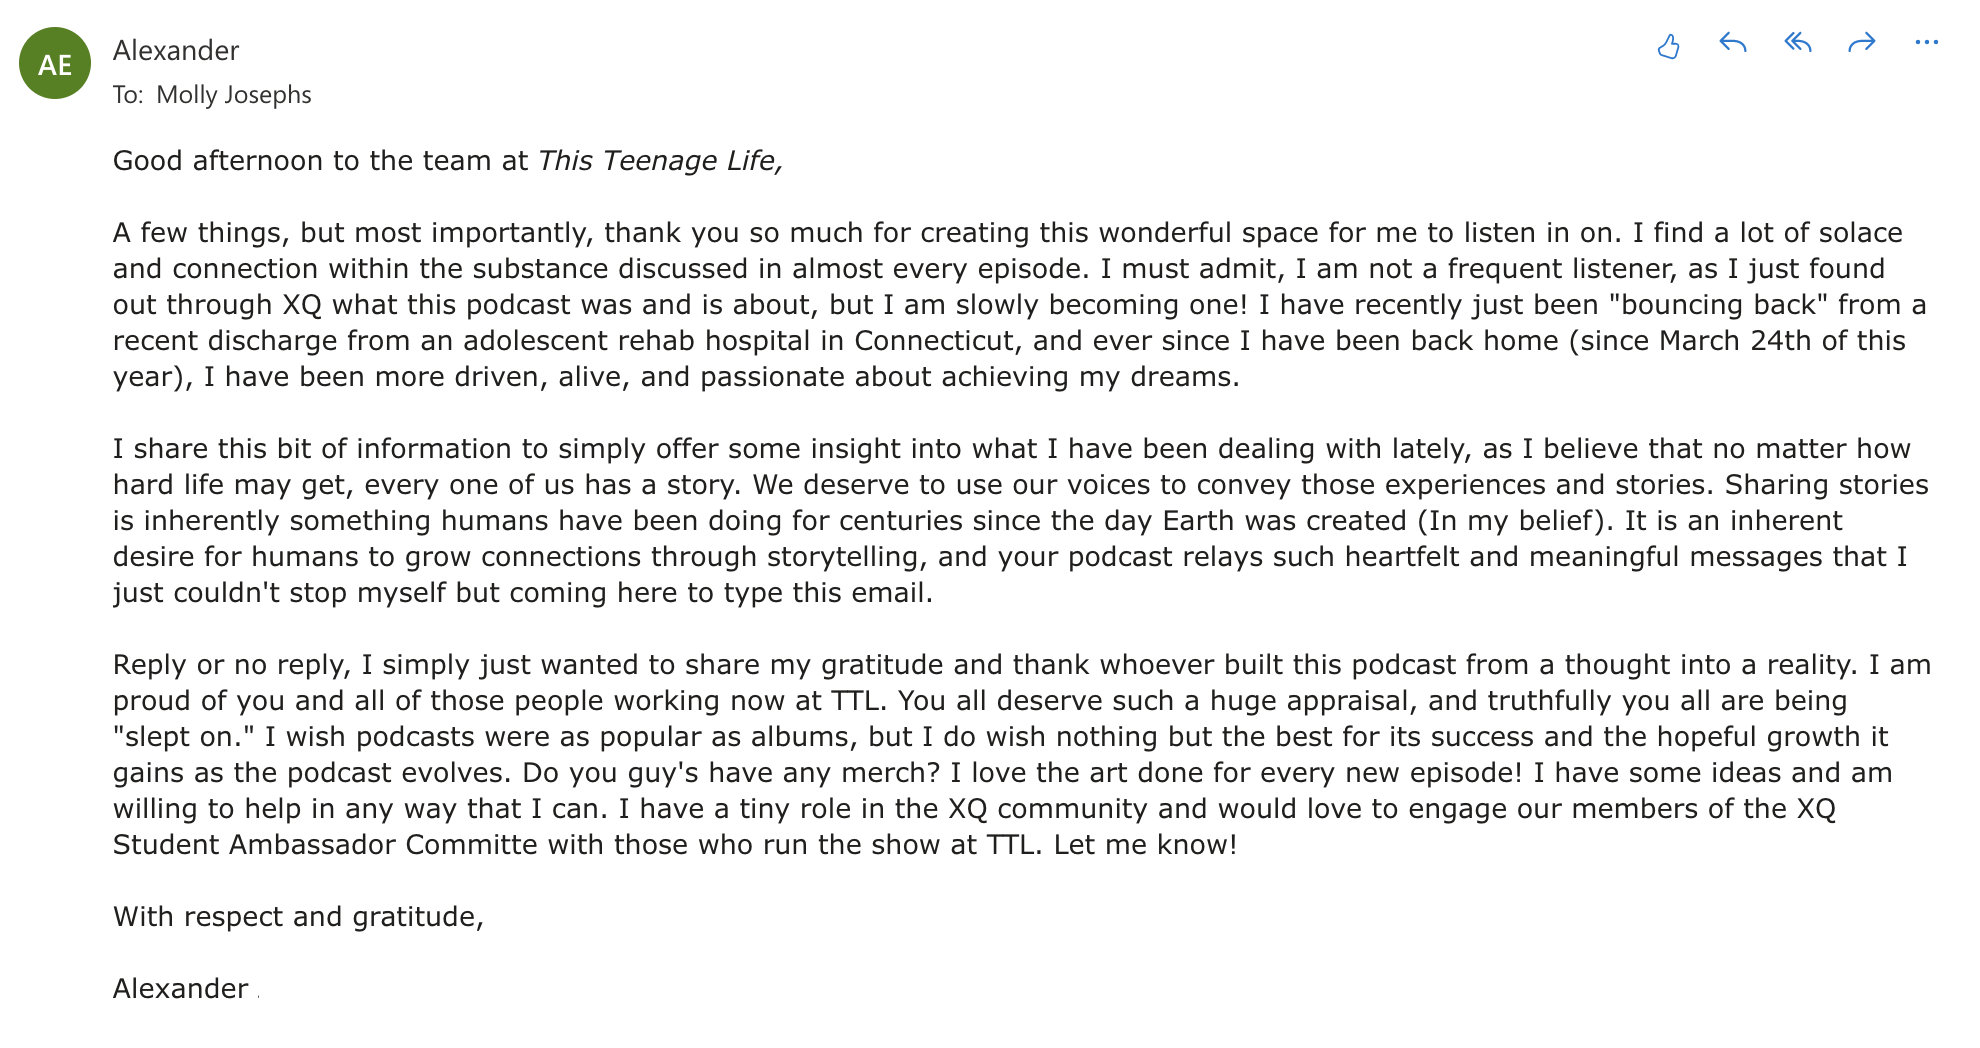 AE
Alexander
To: Molly Josephs
Good afternoon to the team at This Teenage Life,
A few things, but most importantly, thank you so much for creating this wonderful space for me to listen in on. I find a lot of solace
and connection within the substance discussed in almost every episode. I must admit, I am not a frequent listener, as I just found
out through XQ what this podcast was and is about, but I am slowly becoming one! I have recently just been "bouncing back" from a
recent discharge from an adolescent rehab hospital in Connecticut, and ever since I have been back home (since March 24th of this
year), I have been more driven, alive, and passionate about achieving my dreams.
I share this bit of information to simply offer some insight into what I have been dealing with lately, as I believe that no matter how
hard life may get, every one of us has a story. We deserve to use our voices to convey those experiences and stories. Sharing stories
is inherently something humans have been doing for centuries since the day Earth was created (In my belief). It is an inherent
desire for humans to grow connections through storytelling, and your podcast relays such heartfelt and meaningful messages that I
just couldn't stop myself but coming here to type this email.
Reply or no reply, I simply just wanted to share my gratitude and thank whoever built this podcast from a thought into a reality. I am
proud of you and all of those people working now at TTL. You all deserve such a huge appraisal, and truthfully you all are being
"slept on." I wish podcasts were as popular as albums, but I do wish nothing but the best for its success and the hopeful growth it
gains as the podcast evolves. Do you guy's have any merch? I love the art done for every new episode! I have some ideas and am
willing to help in any way that I can. I have a tiny role in the XQ community and would love to engage our members of the XQ
Student Ambassador Committe with those who run the show at TTL. Let me know!
With respect and gratitude,
Alexander